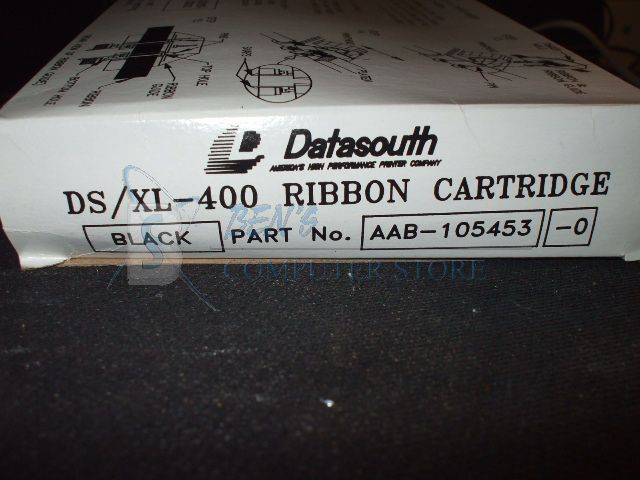 Datasouth
AMERICA'S HIGH PERFORMANCE PRINTER COMPANY
DS/XL-400 RIBBON CARTRIDGE
BLACK PART No. AAB-105453 -0
BEN'S
COMPUTER STORE